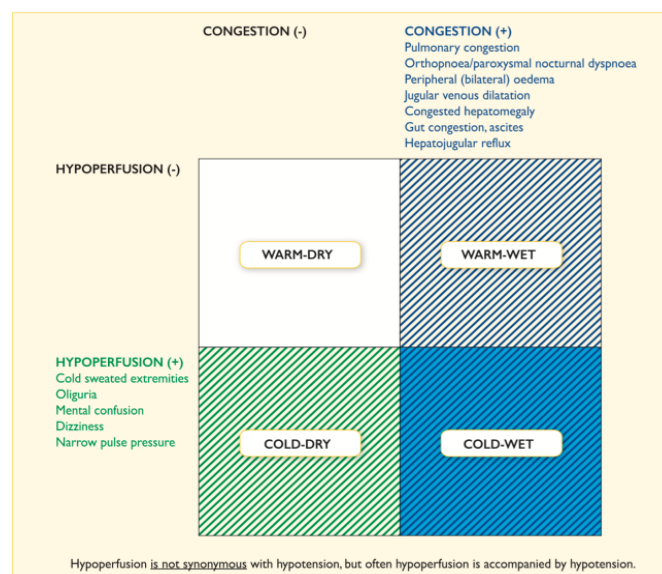 CONGESTION (-)
CONGESTION (+)
Pulmonary congestion
Orthopnoea/paroxysmal nocturnal dyspnoea
Peripheral (bilateral) oedema
Jugular venous dilatation
Congested hepatomegaly
Gut congestion, ascites
Hepatojugular reflux
HYPOPERFUSION (-)
WARM-DRY
WARM-WET
HYPOPERFUSION (+)
Cold sweated extremities
Oliguria
Mental confusion
Dizziness
Narrow pulse pressure
COLD-DRY
COLD-WET
Hypoperfusion is not synonymous with hypotension, but often hypoperfusion is accompanied by hypotension.